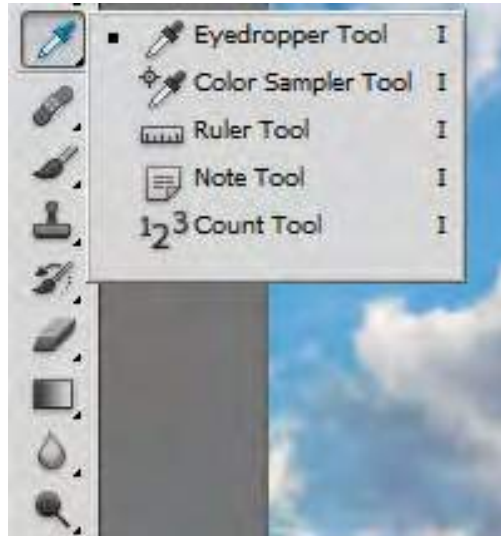 Eyedropper Tool I
Color Sampler Tool I
Ruler Tool I
Note Tool I
123 Count Tool I